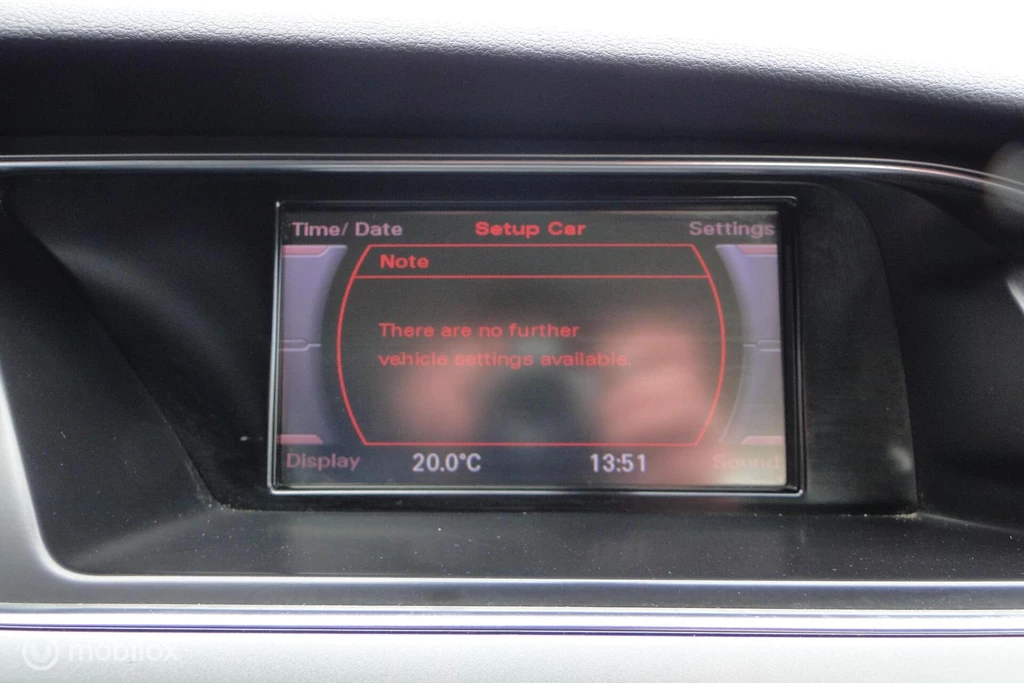 Time/ Date Setup Car Settings
Note
There are no further
vehicle settings available.
Display 20.0°C 13:51 Sound
mobilox